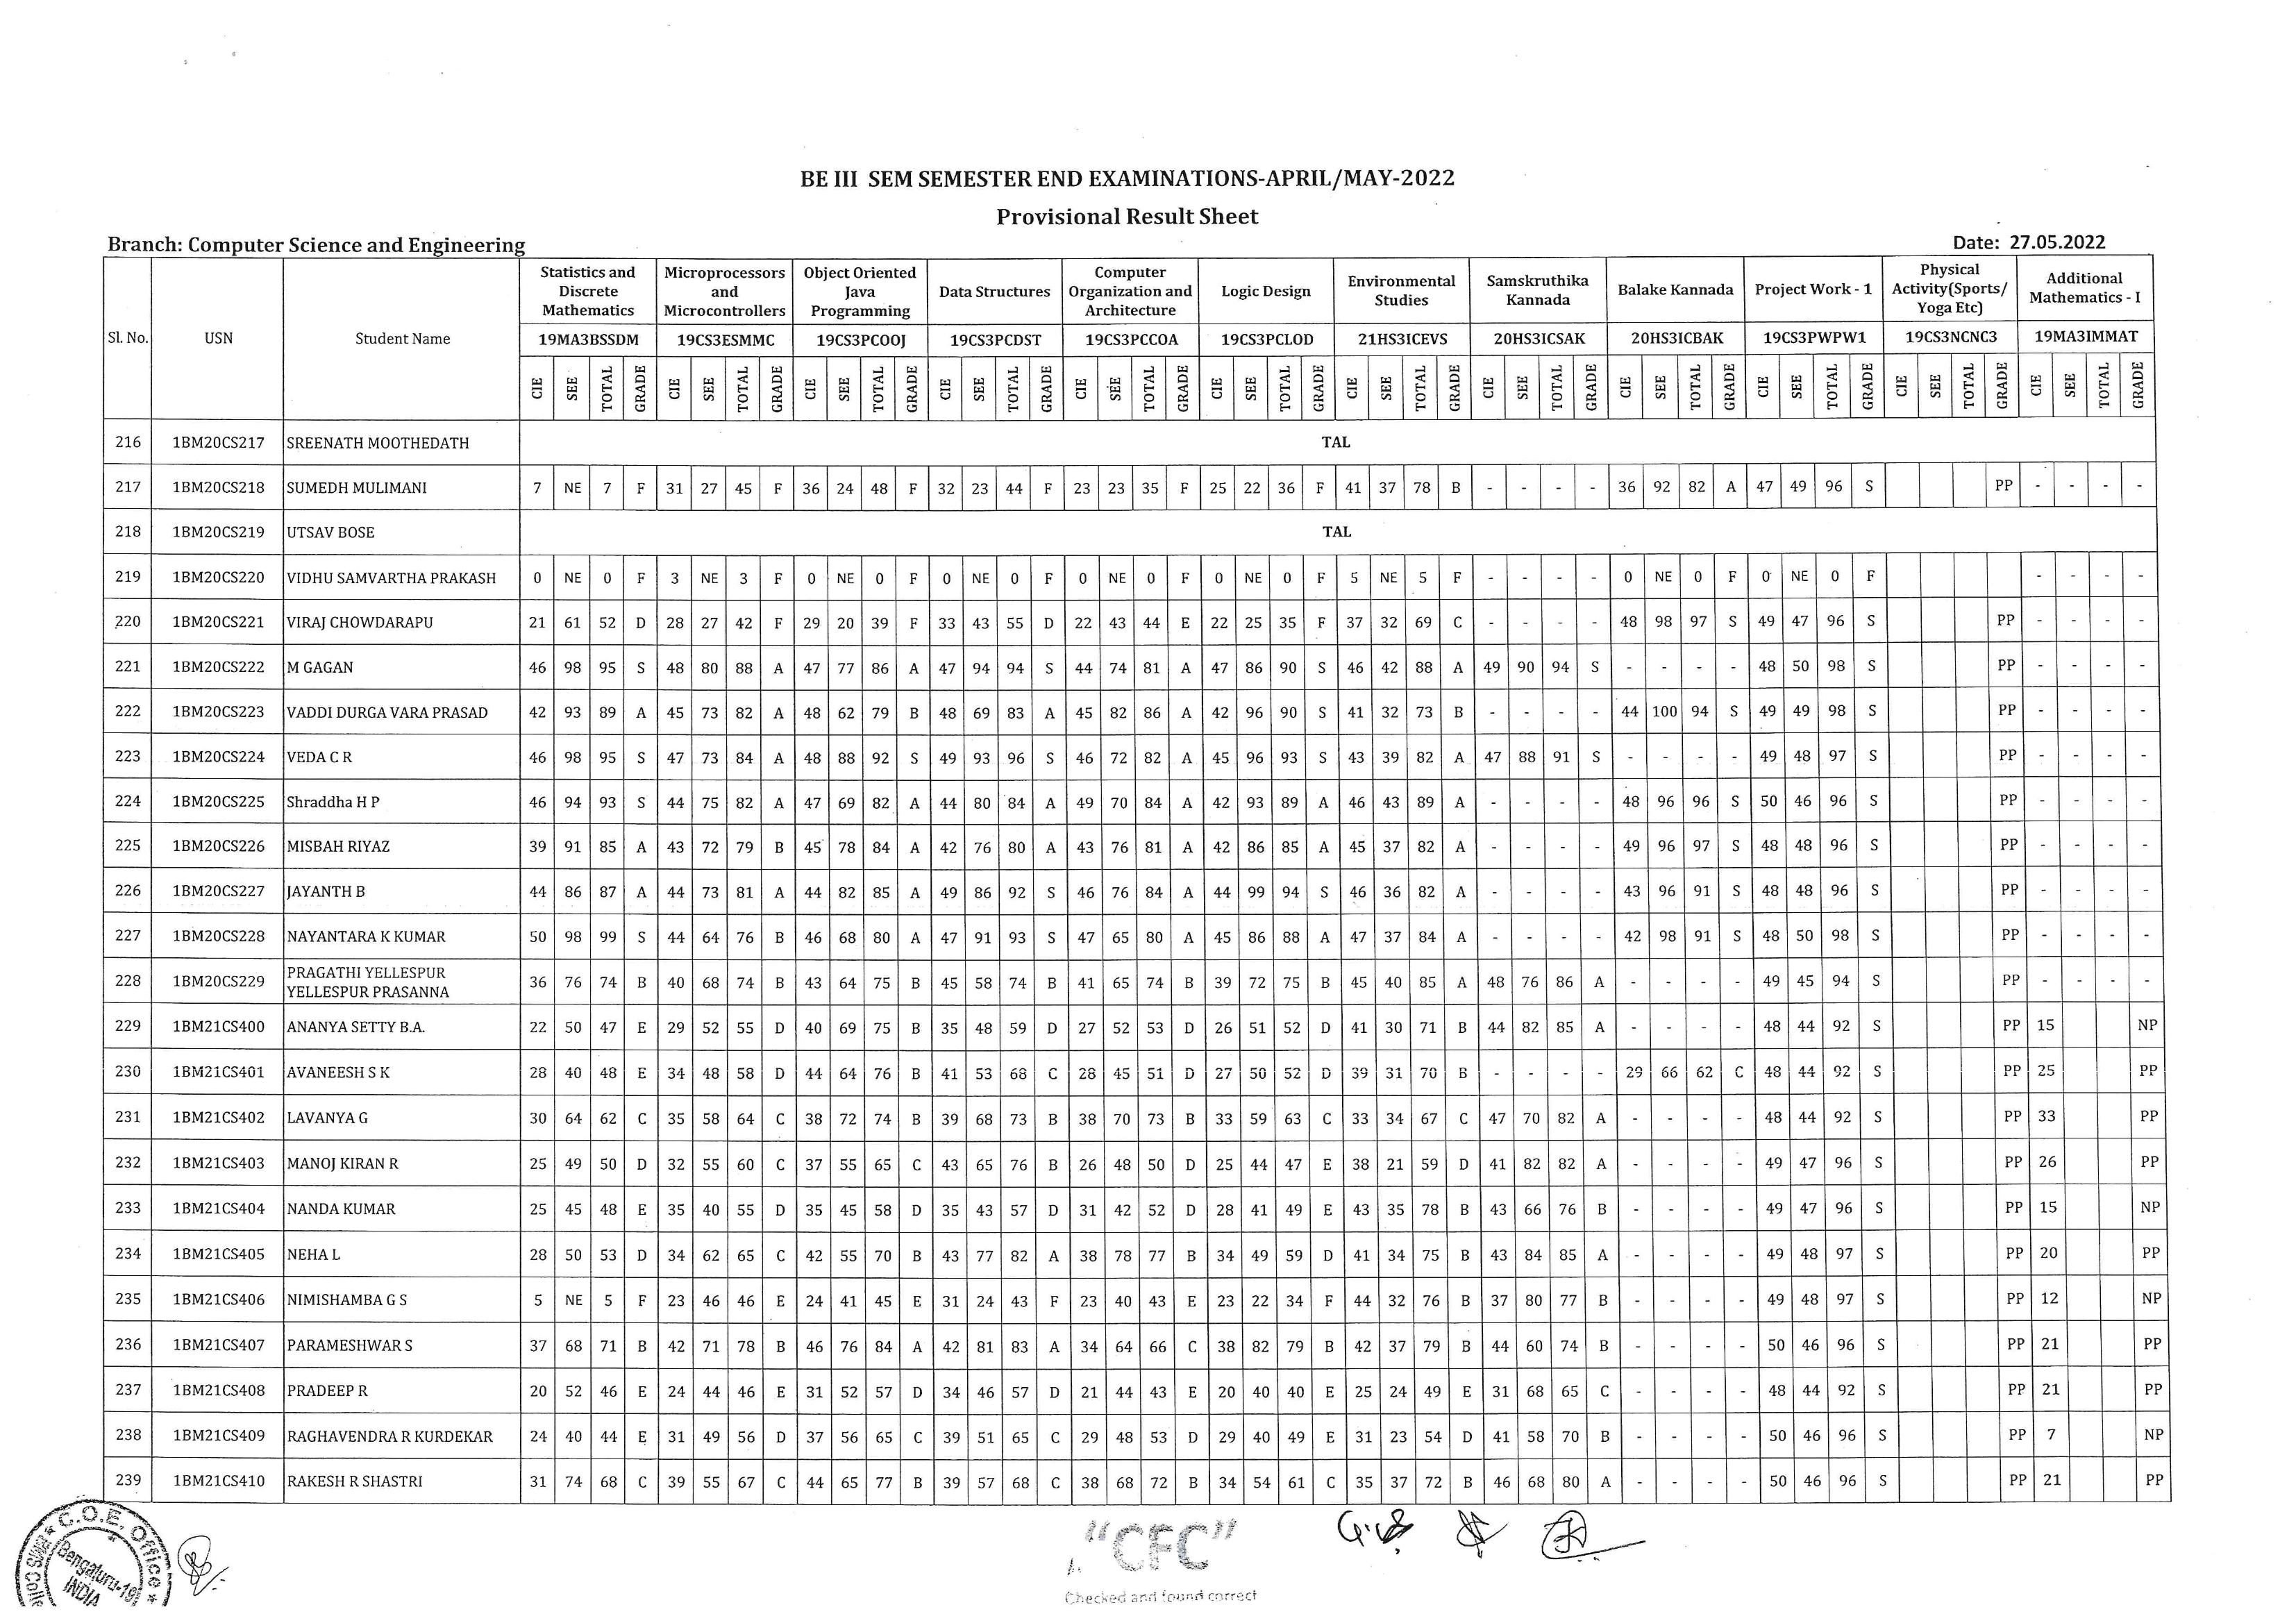 BE III SEM SEMESTER END EXAMINATIONS-APRIL/MAY-2022
Provisional Result Sheet
Branch: Computer Science and Engineering Date: 27.05.2022
Sl. No. USN Student Name Statistics and Discrete Mathematics Microprocessors and Microcontrollers Object Oriented Java Programming Data Structures Computer Organization and Architecture Logic Design Environmental Studies Samskruthika Kannada Balake Kannada Project Work - 1 Physical Activity(Sports/ Yoga Etc) Additional Mathematics - I
19MA3BSSDM 19CS3ESMMC 19CS3PCOOJ 19CS3PCDST 19CS3PCCOA 19CS3PCLOD 21HS3ICEVS 20HS3ICSAK 20HS3ICBAK 19CS3PWPW1 19CS3NCNC3 19MA3IMMAT
CIE SEE TOTAL GRADE CIE SEE TOTAL GRADE CIE SEE TOTAL GRADE CIE SEE TOTAL GRADE CIE SEE TOTAL GRADE CIE SEE TOTAL GRADE CIE SEE TOTAL GRADE CIE SEE TOTAL GRADE CIE SEE TOTAL GRADE CIE SEE TOTAL GRADE CIE SEE TOTAL GRADE CIE SEE TOTAL GRADE
216 1BM20CS217 SREENATH MOOTHEDATH TAL
217 1BM20CS218 SUMEDH MULIMANI 7 NE 7 F 31 27 45 F 36 24 48 F 32 23 44 F 23 23 35 F 25 22 36 F 41 37 78 B - - - - 36 92 82 A 47 49 96 S PP - - - -
218 1BM20CS219 UTSAV BOSE TAL
219 1BM20CS220 VIDHU SAMVARTHA PRAKASH 0 NE 0 F 3 NE 3 F 0 NE 0 F 0 NE 0 F 0 NE 0 F 0 NE 0 F 5 NE 5 F - - - - 0 NE 0 F 0 NE 0 F - - - -
220 1BM20CS221 VIRAJ CHOWDARAPU 21 61 52 D 28 27 42 F 29 20 39 F 33 43 55 D 22 43 44 E 22 25 35 F 37 32 69 C - - - - 48 98 97 S 49 47 96 S PP - - - -
221 1BM20CS222 M GAGAN 46 98 95 S 48 80 88 A 47 77 86 A 47 94 94 S 44 74 81 A 47 86 90 S 46 42 88 A 49 90 94 S - - - - 48 50 98 S PP - - - -
222 1BM20CS223 VADDI DURGA VARA PRASAD 42 93 89 A 45 73 82 A 48 62 79 B 48 69 83 A 45 82 86 A 42 96 90 S 41 32 73 B - - - - 44 100 94 S 49 49 98 S PP - - - -
223 1BM20CS224 VEDA C R 46 98 95 S 47 73 84 A 48 88 92 S 49 93 96 S 46 72 82 A 45 96 93 S 43 39 82 A 47 88 91 S - - - - 49 48 97 S PP - - - -
224 1BM20CS225 Shraddha H P 46 94 93 S 44 75 82 A 47 69 82 A 44 80 84 A 49 70 84 A 42 93 89 A 46 43 89 A - - - - 48 96 96 S 50 46 96 S PP - - - -
225 1BM20CS226 MISBAH RIYAZ 39 91 85 A 43 72 79 B 45 78 84 A 42 76 80 A 43 76 81 A 42 86 85 A 45 37 82 A - - - - 49 96 97 S 48 48 96 S PP - - - -
226 1BM20CS227 JAYANTH B 44 86 87 A 44 73 81 A 44 82 85 A 49 86 92 S 46 76 84 A 44 99 94 S 46 36 82 A - - - - 43 96 91 S 48 48 96 S PP - - - -
227 1BM20CS228 NAYANTARA K KUMAR 50 98 99 S 44 64 76 B 46 68 80 A 47 91 93 S 47 65 80 A 45 86 88 A 47 37 84 A - - - - 42 98 91 S 48 50 98 S PP - - - -
228 1BM20CS229 PRAGATHI YELLESPUR YELLESPUR PRASANNA 36 76 74 B 40 68 74 B 43 64 75 B 45 58 74 B 41 65 74 B 39 72 75 B 45 40 85 A 48 76 86 A - - - - 49 45 94 S PP - - - -
229 1BM21CS400 ANANYA SETTY B.A. 22 50 47 E 29 52 55 D 40 69 75 B 35 48 59 D 27 52 53 D 26 51 52 D 41 30 71 B 44 82 85 A - - - - 48 44 92 S PP 15 NP
230 1BM21CS401 AVANEESH S K 28 40 48 E 34 48 58 D 44 64 76 B 41 53 68 C 28 45 51 D 27 50 52 D 39 31 70 B - - - - 29 66 62 C 48 44 92 S PP 25 PP
231 1BM21CS402 LAVANYA G 30 64 62 C 35 58 64 C 38 72 74 B 39 68 73 B 38 70 73 B 33 59 63 C 33 34 67 C 47 70 82 A - - - - 48 44 92 S PP 33 PP
232 1BM21CS403 MANOJ KIRAN R 25 49 50 D 32 55 60 C 37 55 65 C 43 65 76 B 26 48 50 D 25 44 47 E 38 21 59 D 41 82 82 A - - - - 49 47 96 S PP 26 PP
233 1BM21CS404 NANDA KUMAR 25 45 48 E 35 40 55 D 35 45 58 D 35 43 57 D 31 42 52 D 28 41 49 E 43 35 78 B 43 66 76 B - - - - 49 47 96 S PP 15 NP
234 1BM21CS405 NEHA L 28 50 53 D 34 62 65 C 42 55 70 B 43 77 82 A 38 78 77 B 34 49 59 D 41 34 75 B 43 84 85 A - - - - 49 48 97 S PP 20 PP
235 1BM21CS406 NIMISHAMBA G S 5 NE 5 F 23 46 46 E 24 41 45 E 31 24 43 F 23 40 43 E 23 22 34 F 44 32 76 B 37 80 77 B - - - - 49 48 97 S PP 12 NP
236 1BM21CS407 PARAMESHWAR S 37 68 71 B 42 71 78 B 46 76 84 A 42 81 83 A 34 64 66 C 38 82 79 B 42 37 79 B 44 60 74 B - - - - 50 46 96 S PP 21 PP
237 1BM21CS408 PRADEEP R 20 52 46 E 24 44 46 E 31 52 57 D 34 46 57 D 21 44 43 E 20 40 40 E 25 24 49 E 31 68 65 C - - - - 48 44 92 S PP 21 PP
238 1BM21CS409 RAGHAVENDRA R KURDEKAR 24 40 44 E 31 49 56 D 37 56 65 C 39 51 65 C 29 48 53 D 29 40 49 E 31 23 54 D 41 58 70 B - - - - 50 46 96 S PP 7 NP
239 1BM21CS410 RAKESH R SHASTRI 31 74 68 C 39 55 67 C 44 65 77 B 39 57 68 C 38 68 72 B 34 54 61 C 35 37 72 B 46 68 80 A - - - - 50 46 96 S PP 21 PP
C.O.E. Office
Bengaluru-19
INDIA
"CFC"
Checked and found correct